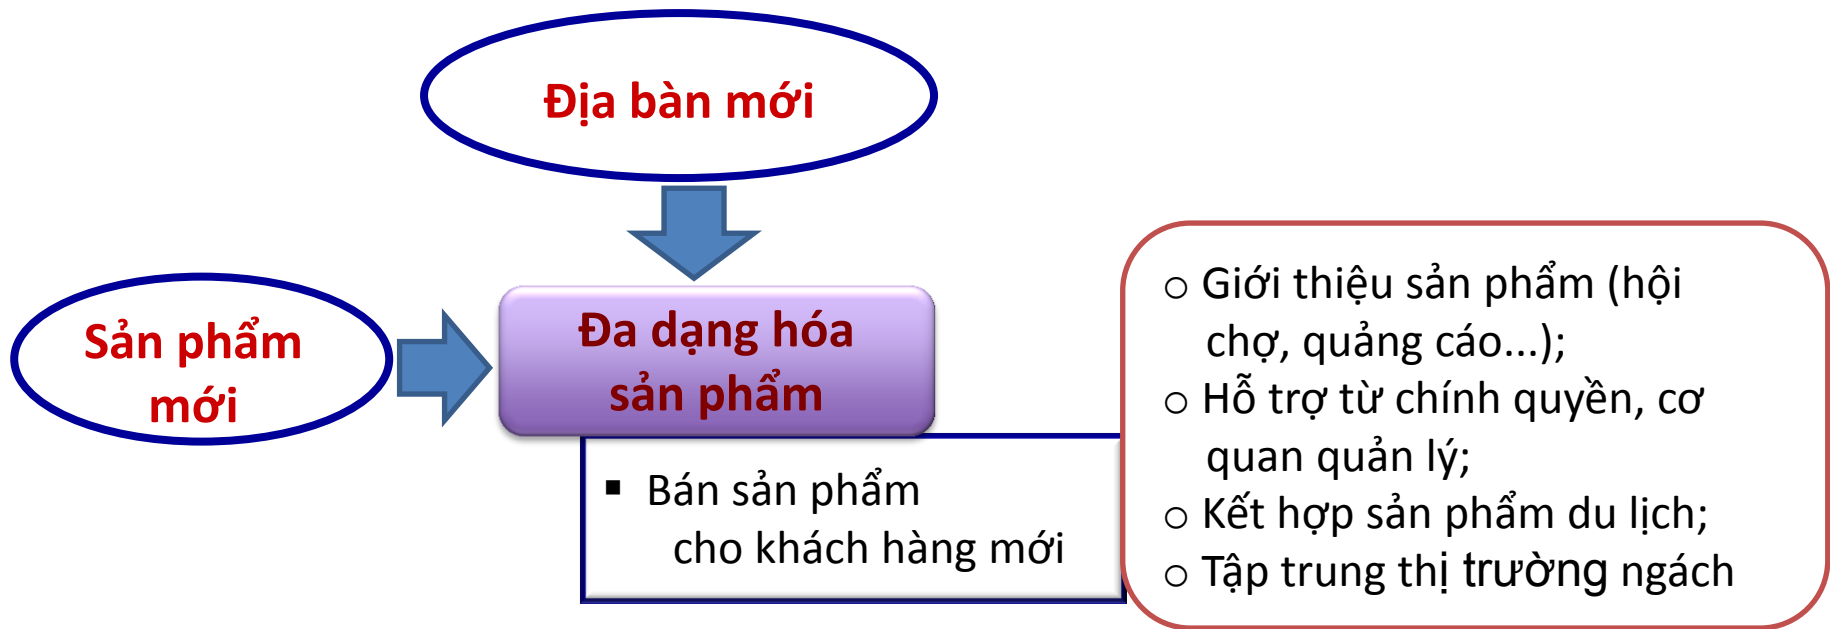 Địa bàn mới
Sản phẩm
mới
Đa dạng hóa
sản phẩm
▪ Bán sản phẩm
cho khách hàng mới
o Giới thiệu sản phẩm (hội
chợ, quảng cáo...);
o Hỗ trợ từ chính quyền, cơ
quan quản lý;
o Kết hợp sản phẩm du lịch;
o Tập trung thị trường ngách